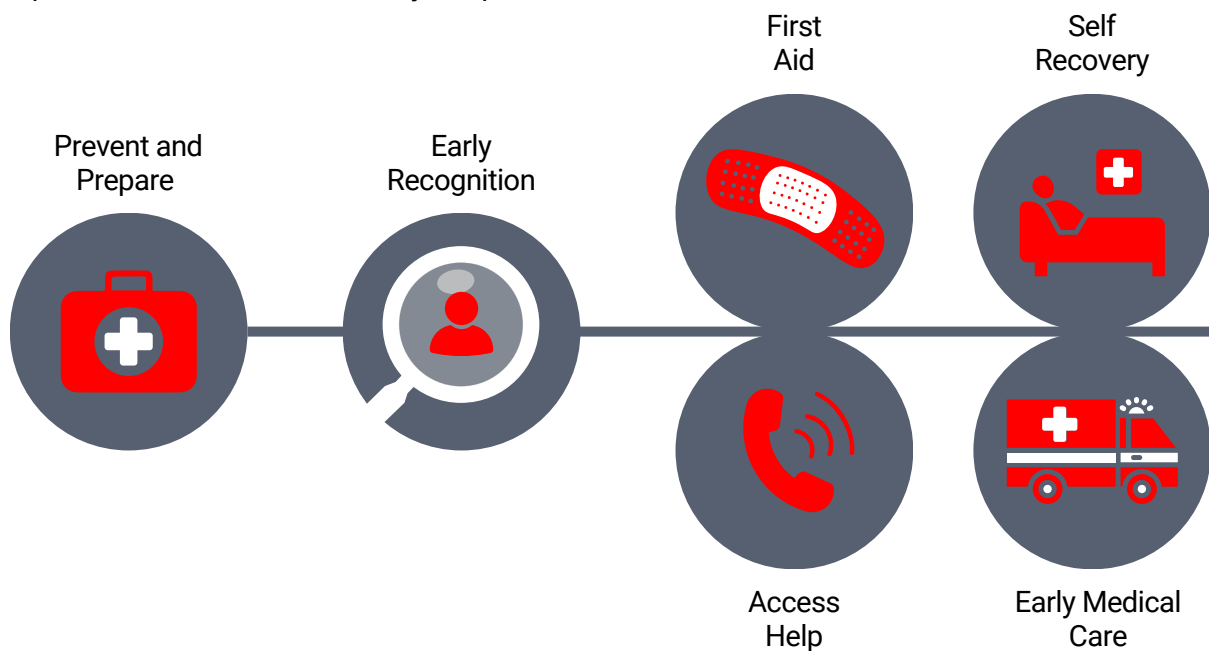 First
Aid
Self
Recovery
Prevent and
Prepare
Early
Recognition
Access
Help
Early Medical
Care